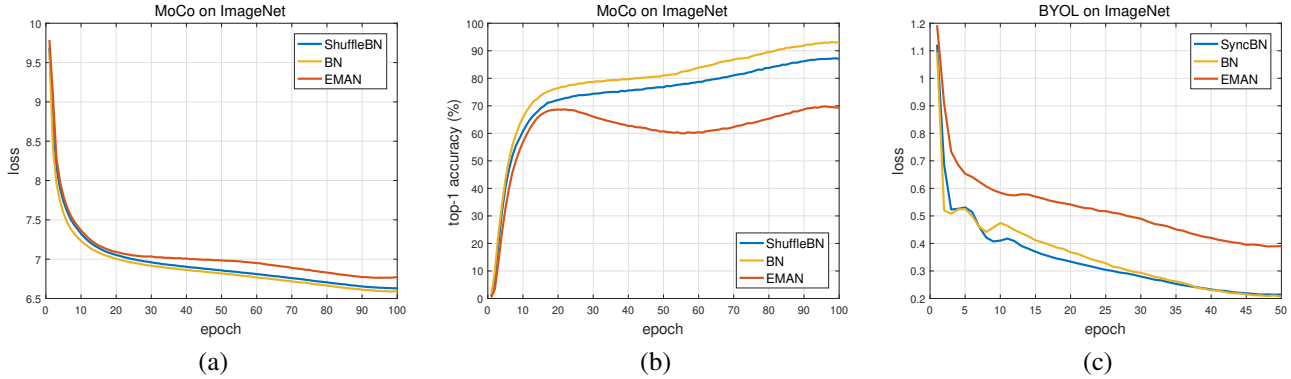 MoCo on ImageNet
10
9.5
9
8.5
8
7.5
7
6.5
loss
ShuffleBN
BN
EMAN
0 10 20 30 40 50 60 70 80 90 100
epoch
(a)
MoCo on ImageNet
100
90
80
70
60
50
40
30
20
10
0
top-1 accuracy (%)
ShuffleBN
BN
EMAN
0 10 20 30 40 50 60 70 80 90 100
epoch
(b)
BYOL on ImageNet
1.2
1.1
1
0.9
0.8
0.7
0.6
0.5
0.4
0.3
0.2
loss
SyncBN
BN
EMAN
0 5 10 15 20 25 30 35 40 45 50
epoch
(c)